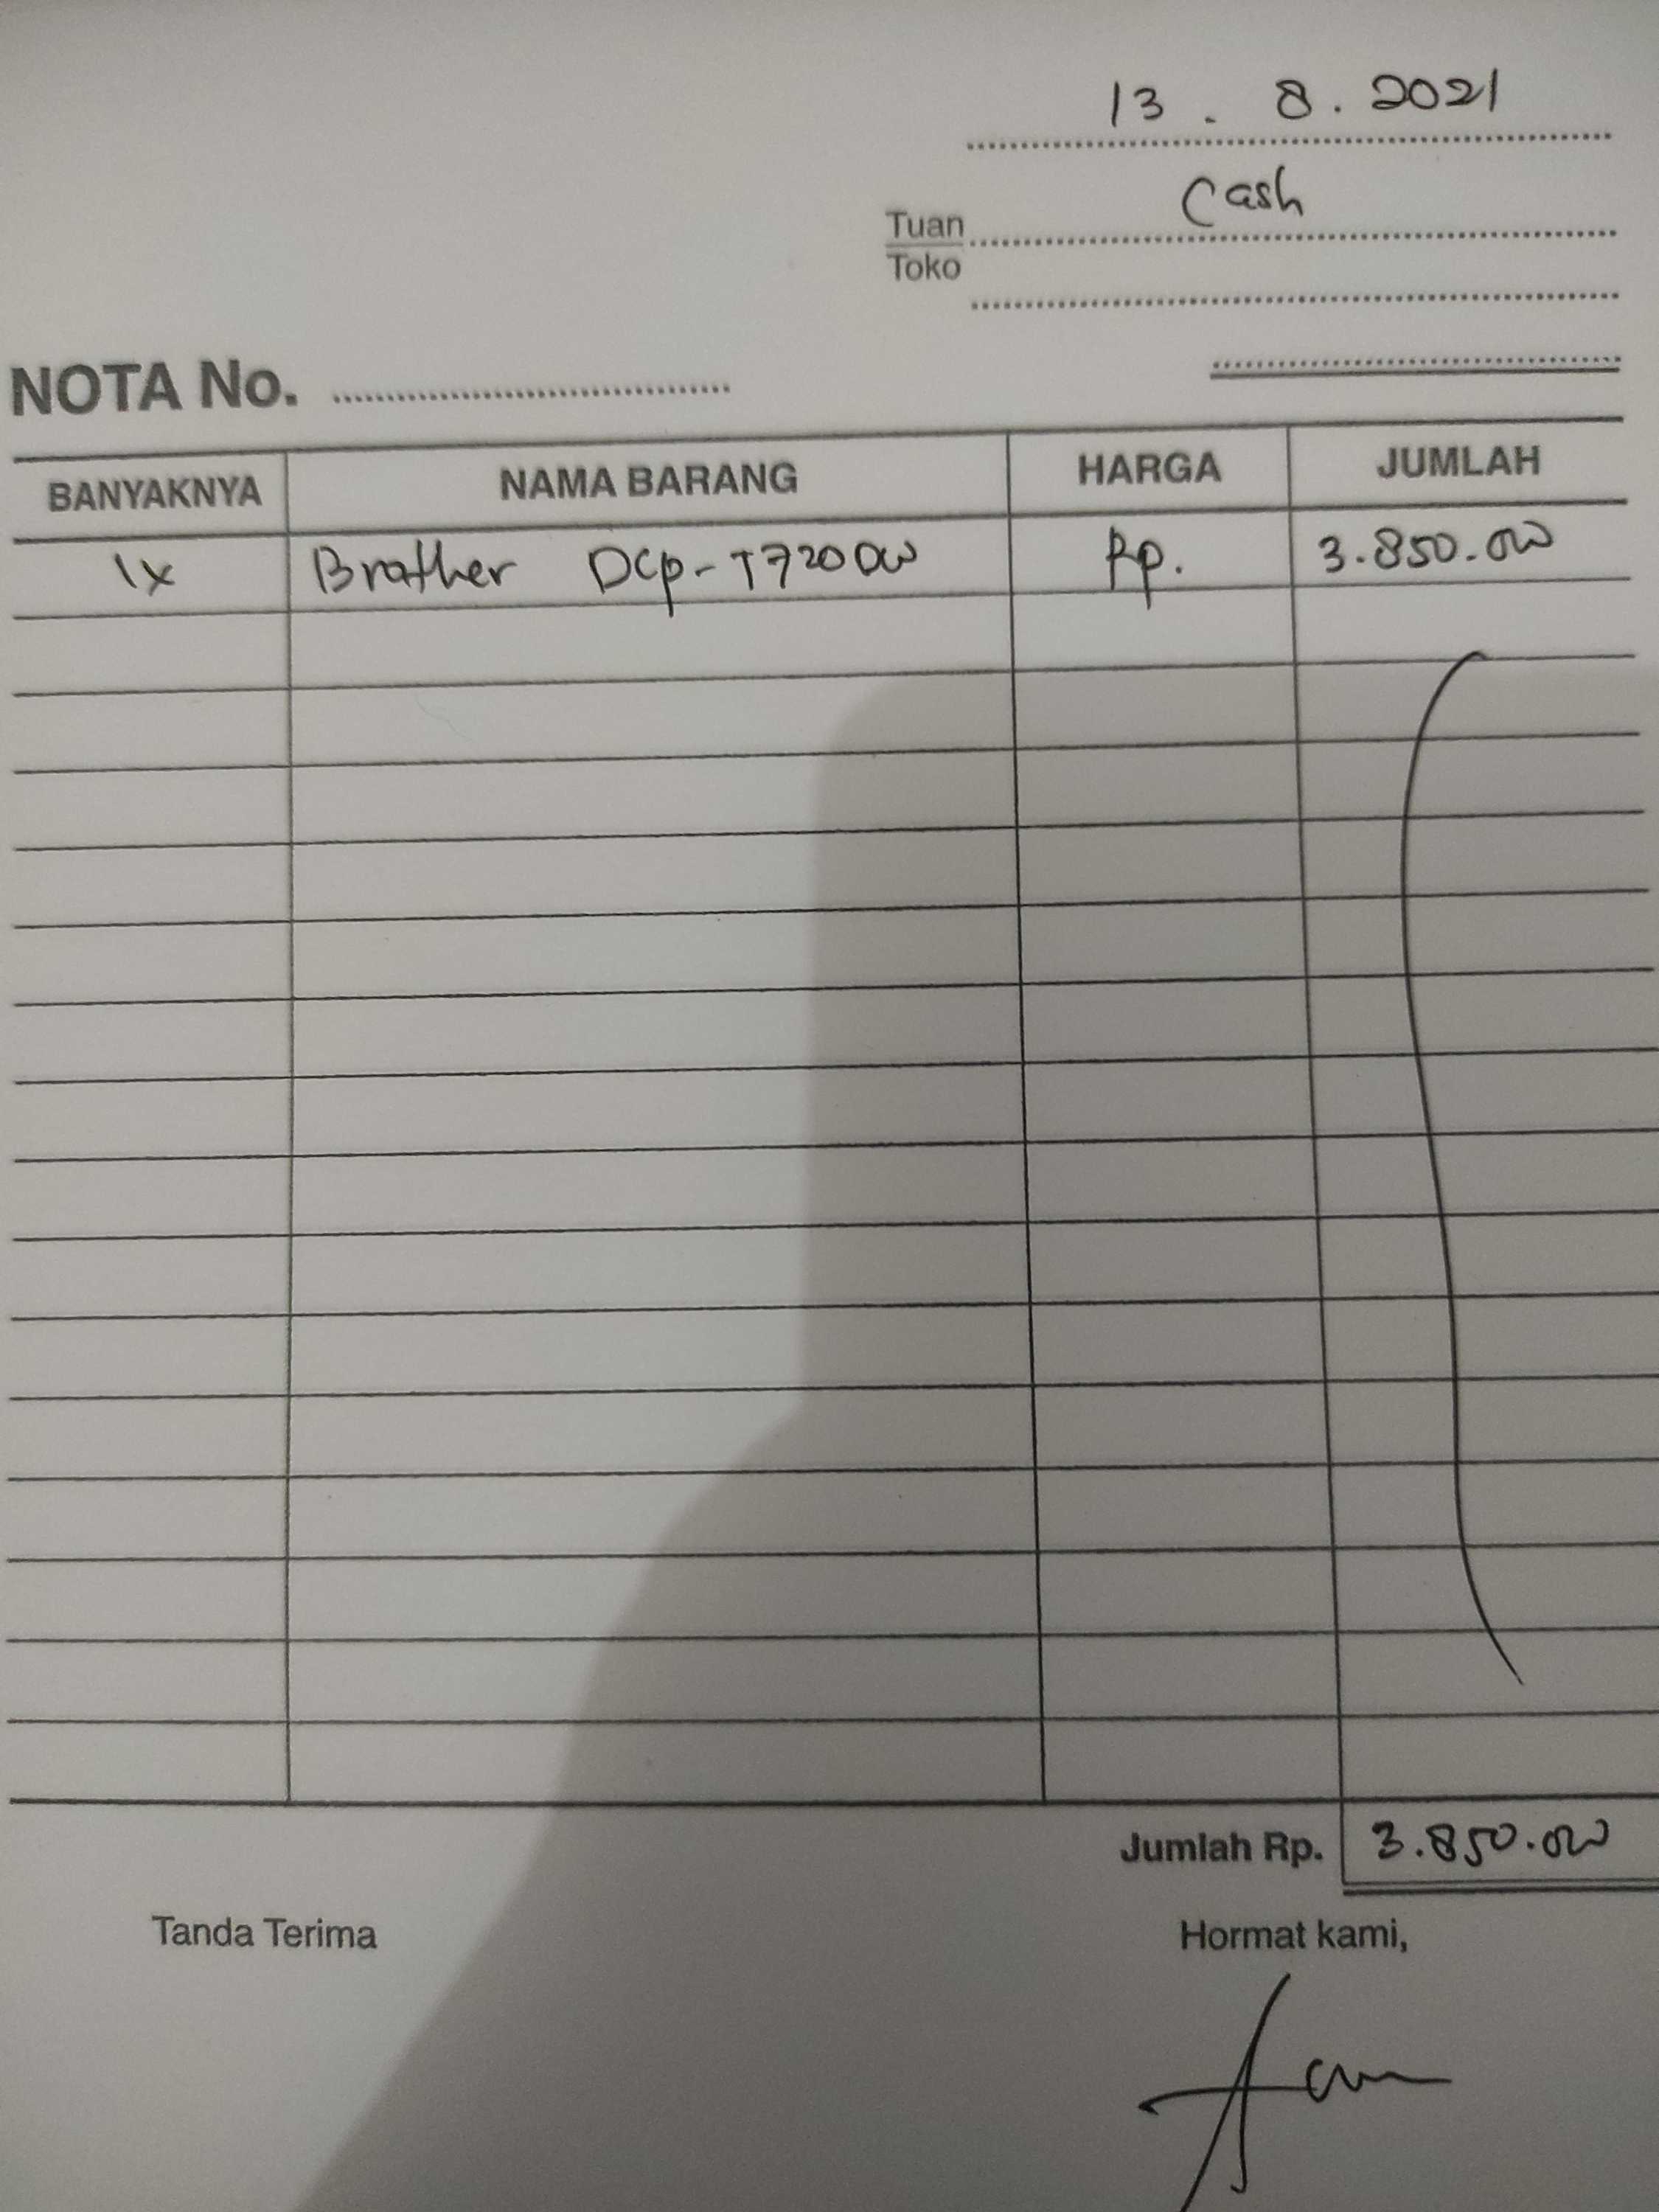 13 . 8 . 2021
Cash
Tuan
Toko
NOTA No.
BANYAKNYA NAMA BARANG HARGA JUMLAH
1x Brother Dcp-T720DW Rp. 3.850.000
Jumlah Rp. 3.850.000
Tanda Terima Hormat kami,